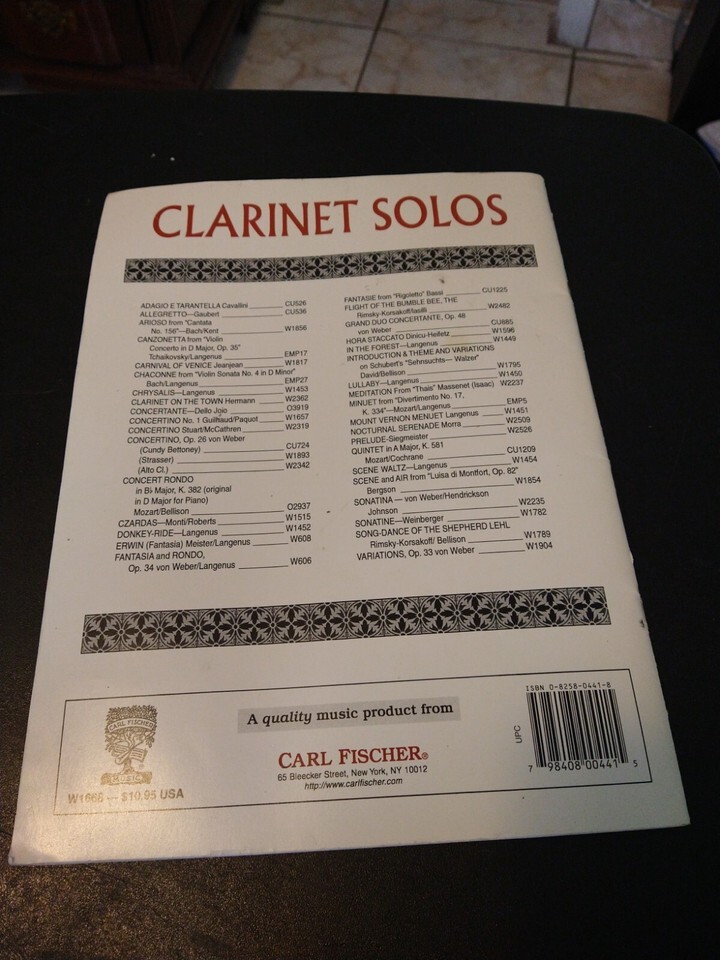 CLARINET SOLOS
ADAGIO E TARANTELLA Cavallini CU526
ALLEGRETTO—Gaubert CU536
ARIOSO from "Cantata
No. 156"—Bach/Kent W1856
CANZONETTA from "Violin
Concerto in D Major, Op. 35"
Tchaikovsky/Langenus EMP17
CARNIVAL OF VENICE Jeanjean W1817
CHACONNE from "Violin Sonata No. 4 in D Minor"
Bach/Langenus EMP27
CHRYSALIS—Langenus W1453
CLARINET ON THE TOWN Hermann W2362
CONCERTANTE—Dello Joio O3919
CONCERTINO No. 1 Guilhaud/Paquot W1657
CONCERTINO Stuart/McCathren W2319
CONCERTINO, Op. 26 von Weber
(Cundy Bettoney) CU724
(Strasser) W1893
(Alto Cl.) W2342
CONCERT RONDO
in B♭ Major, K. 382 (original
in D Major for Piano)
Mozart/Bellison O2937
CZARDAS—Monti/Roberts W1515
DONKEY-RIDE—Langenus W1452
ERWIN (Fantasia) Meister/Langenus W608
FANTASIA and RONDO,
Op. 34 von Weber/Langenus W606
FANTASIE from "Rigoletto" Bassi CU1225
FLIGHT OF THE BUMBLE BEE, THE
Rimsky-Korsakoff/Iasilli W2482
GRAND DUO CONCERTANTE, Op. 48
von Weber CU885
HORA STACCATO Dinicu-Heifetz W1596
IN THE FOREST—Langenus W1449
INTRODUCTION & THEME AND VARIATIONS
on Schubert's "Sehnsuchts— Walzer"
David/Bellison W1795
LULLABY—Langenus W1450
MEDITATION From "Thais" Massenet (Isaac) W2237
MINUET from "Divertimento No. 17,
K. 334"—Mozart/Langenus EMP5
MOUNT VERNON MENUET Langenus W1451
NOCTURNAL SERENADE Morra W2509
PRELUDE-Siegmeister W2526
QUINTET in A Major, K. 581
Mozart/Cochrane CU1209
SCENE WALTZ—Langenus W1454
SCENE and AIR from "Luisa di Montfort, Op. 82"
Bergson W1854
SONATINA — von Weber/Hendrickson
Johnson W2235
SONATINE—Weinberger W1782
SONG-DANCE OF THE SHEPHERD LEHL
Rimsky-Korsakoff/ Bellison W1789
VARIATIONS, Op. 33 von Weber W1904
CARL FISCHER
MUSIC
W1666 — $10.95 USA
A quality music product from
CARL FISCHER®
65 Bleecker Street, New York, NY 10012
http://www.carlfischer.com
ISBN 0-8258-0441-8
UPC
7 98408 00441 5